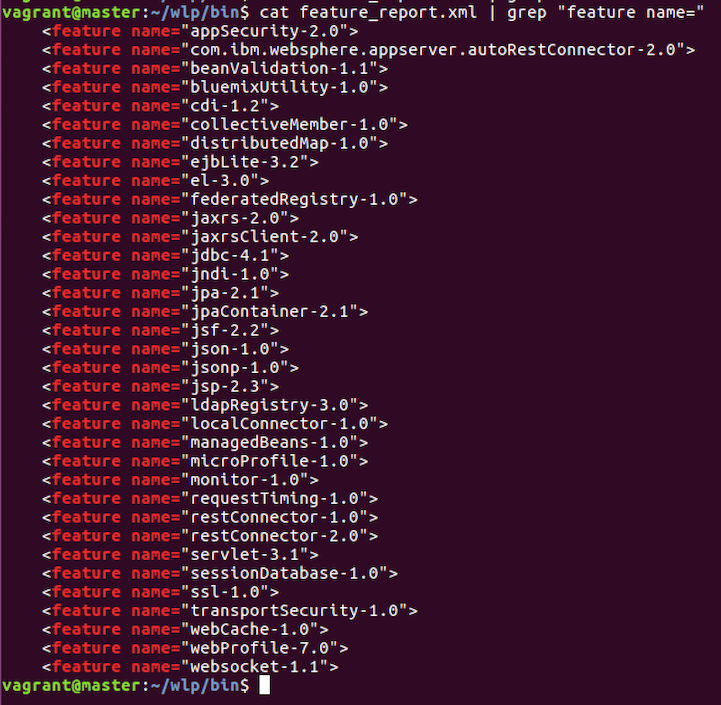 vagrant@master:~/wlp/bin$ cat feature_report.xml | grep "feature name="
    <feature name="appSecurity-2.0">
    <feature name="com.ibm.websphere.appserver.autoRestConnector-2.0">
    <feature name="beanValidation-1.1">
    <feature name="bluemixUtility-1.0">
    <feature name="cdi-1.2">
    <feature name="collectiveMember-1.0">
    <feature name="distributedMap-1.0">
    <feature name="ejbLite-3.2">
    <feature name="el-3.0">
    <feature name="federatedRegistry-1.0">
    <feature name="jaxrs-2.0">
    <feature name="jaxrsClient-2.0">
    <feature name="jdbc-4.1">
    <feature name="jndi-1.0">
    <feature name="jpa-2.1">
    <feature name="jpaContainer-2.1">
    <feature name="jsf-2.2">
    <feature name="json-1.0">
    <feature name="jsonp-1.0">
    <feature name="jsp-2.3">
    <feature name="ldapRegistry-3.0">
    <feature name="localConnector-1.0">
    <feature name="managedBeans-1.0">
    <feature name="microProfile-1.0">
    <feature name="monitor-1.0">
    <feature name="requestTiming-1.0">
    <feature name="restConnector-1.0">
    <feature name="restConnector-2.0">
    <feature name="servlet-3.1">
    <feature name="sessionDatabase-1.0">
    <feature name="ssl-1.0">
    <feature name="transportSecurity-1.0">
    <feature name="webCache-1.0">
    <feature name="webProfile-7.0">
    <feature name="websocket-1.1">
vagrant@master:~/wlp/bin$